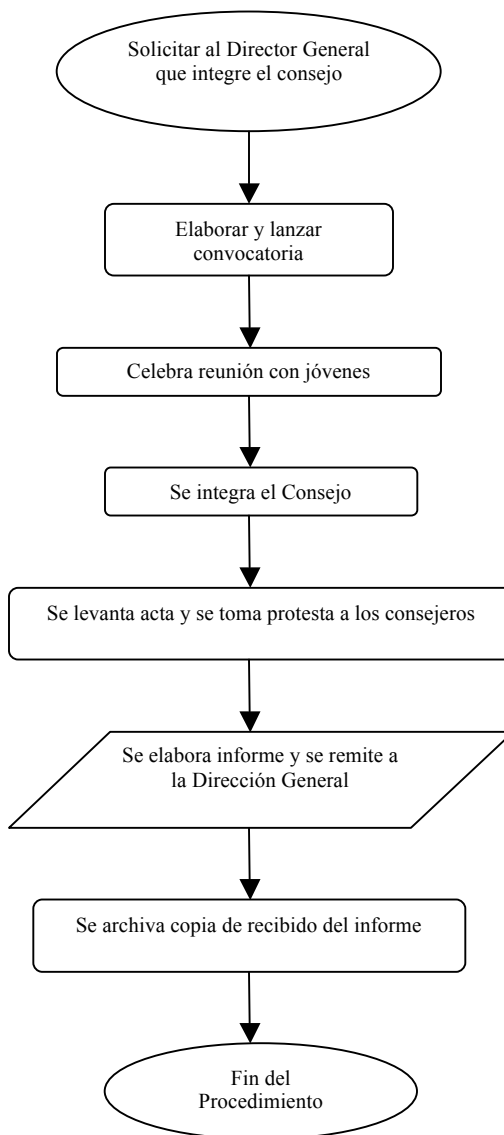 Solicitar al Director General
que integre el consejo
Elaborar y lanzar
convocatoria
Celebra reunión con jóvenes
Se integra el Consejo
Se levanta acta y se toma protesta a los consejeros
Se elabora informe y se remite a
la Dirección General
Se archiva copia de recibido del informe
Fin del
Procedimiento